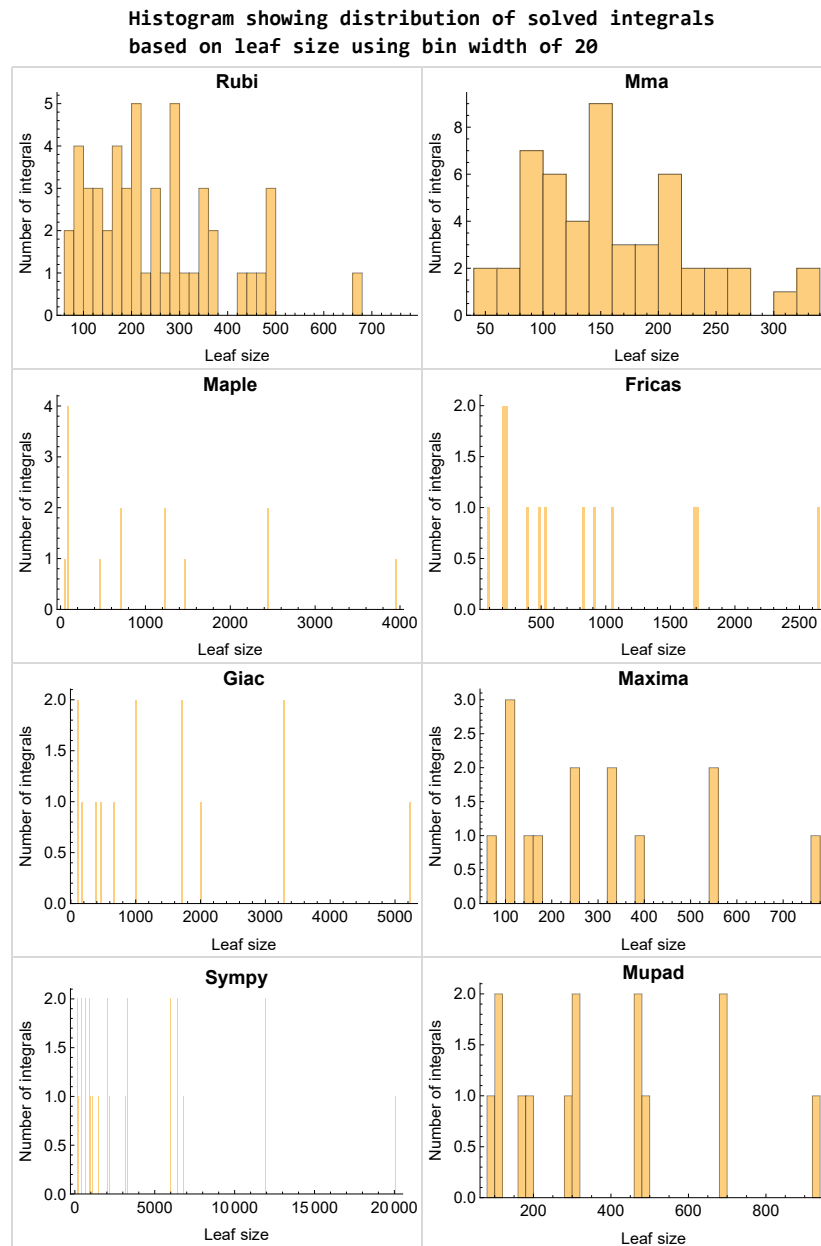 Histogram showing distribution of solved integrals
based on leaf size using bin width of 20
Rubi
Number of integrals
5
4
3
2
1
0
100 200 300 400 500 600 700
Leaf size
Mma
Number of integrals
8
6
4
2
0
50 100 150 200 250 300
Leaf size
Maple
Number of integrals
4
3
2
1
0
0 1000 2000 3000 4000
Leaf size
Fricas
Number of integrals
2.0
1.5
1.0
0.5
0.0
500 1000 1500 2000 2500
Leaf size
Giac
Number of integrals
2.0
1.5
1.0
0.5
0.0
0 1000 2000 3000 4000 5000
Leaf size
Maxima
Number of integrals
3.0
2.5
2.0
1.5
1.0
0.5
0.0
100 200 300 400 500 600 700
Leaf size
Sympy
Number of integrals
2.0
1.5
1.0
0.5
0.0
0 5000 10 000 15 000 20 000
Leaf size
Mupad
Number of integrals
2.0
1.5
1.0
0.5
0.0
200 400 600 800
Leaf size